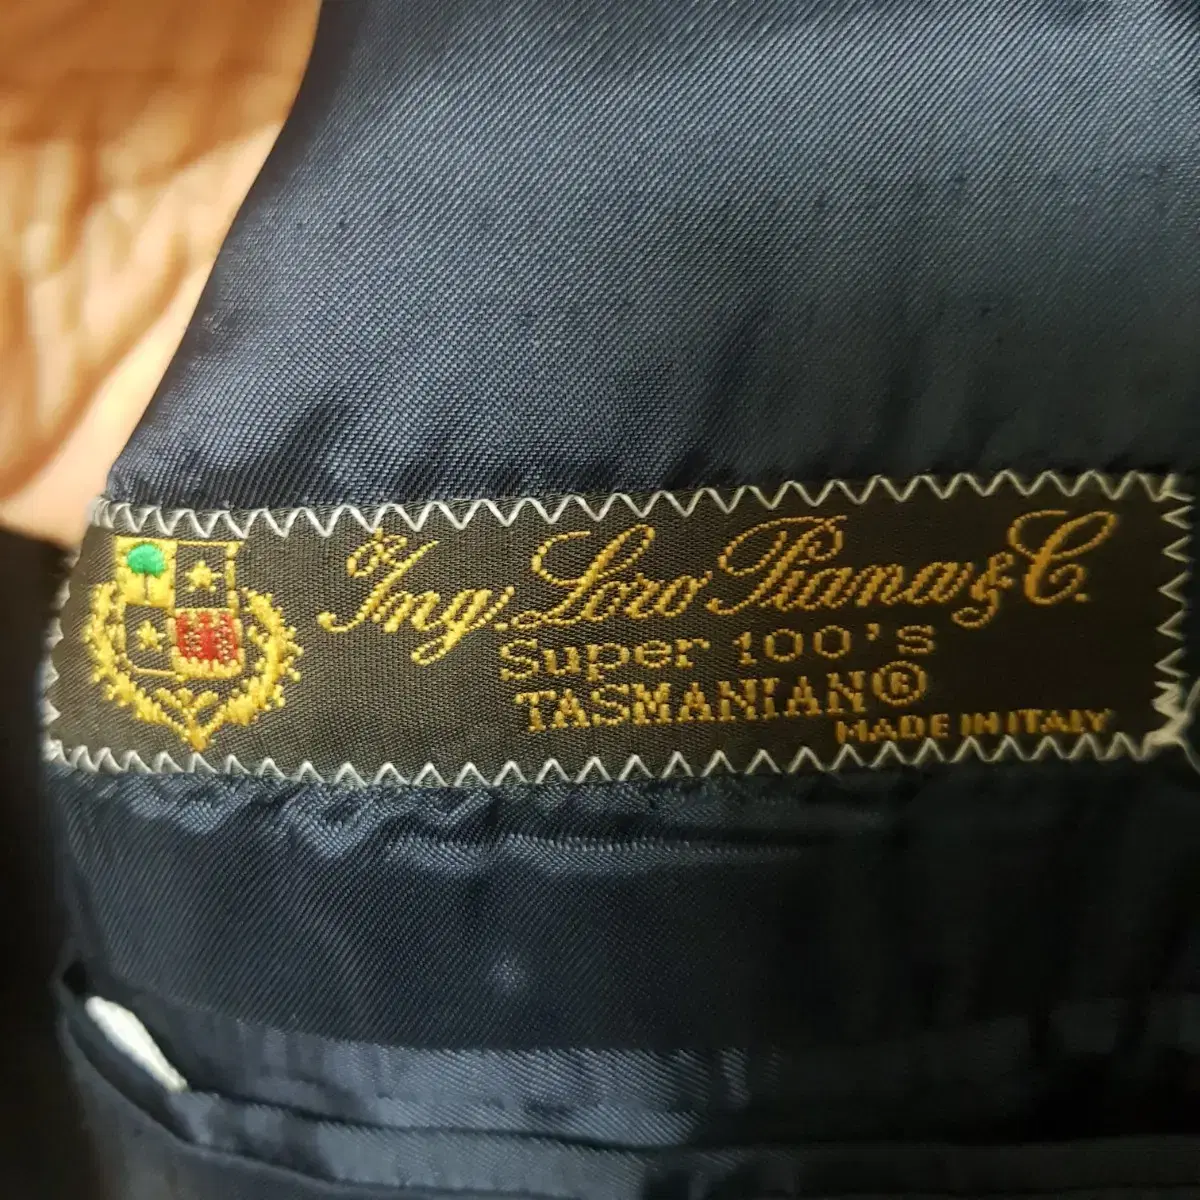 Ing. Loro Piana & C.
Super 100's
TASMANIAN®
MADE IN ITALY